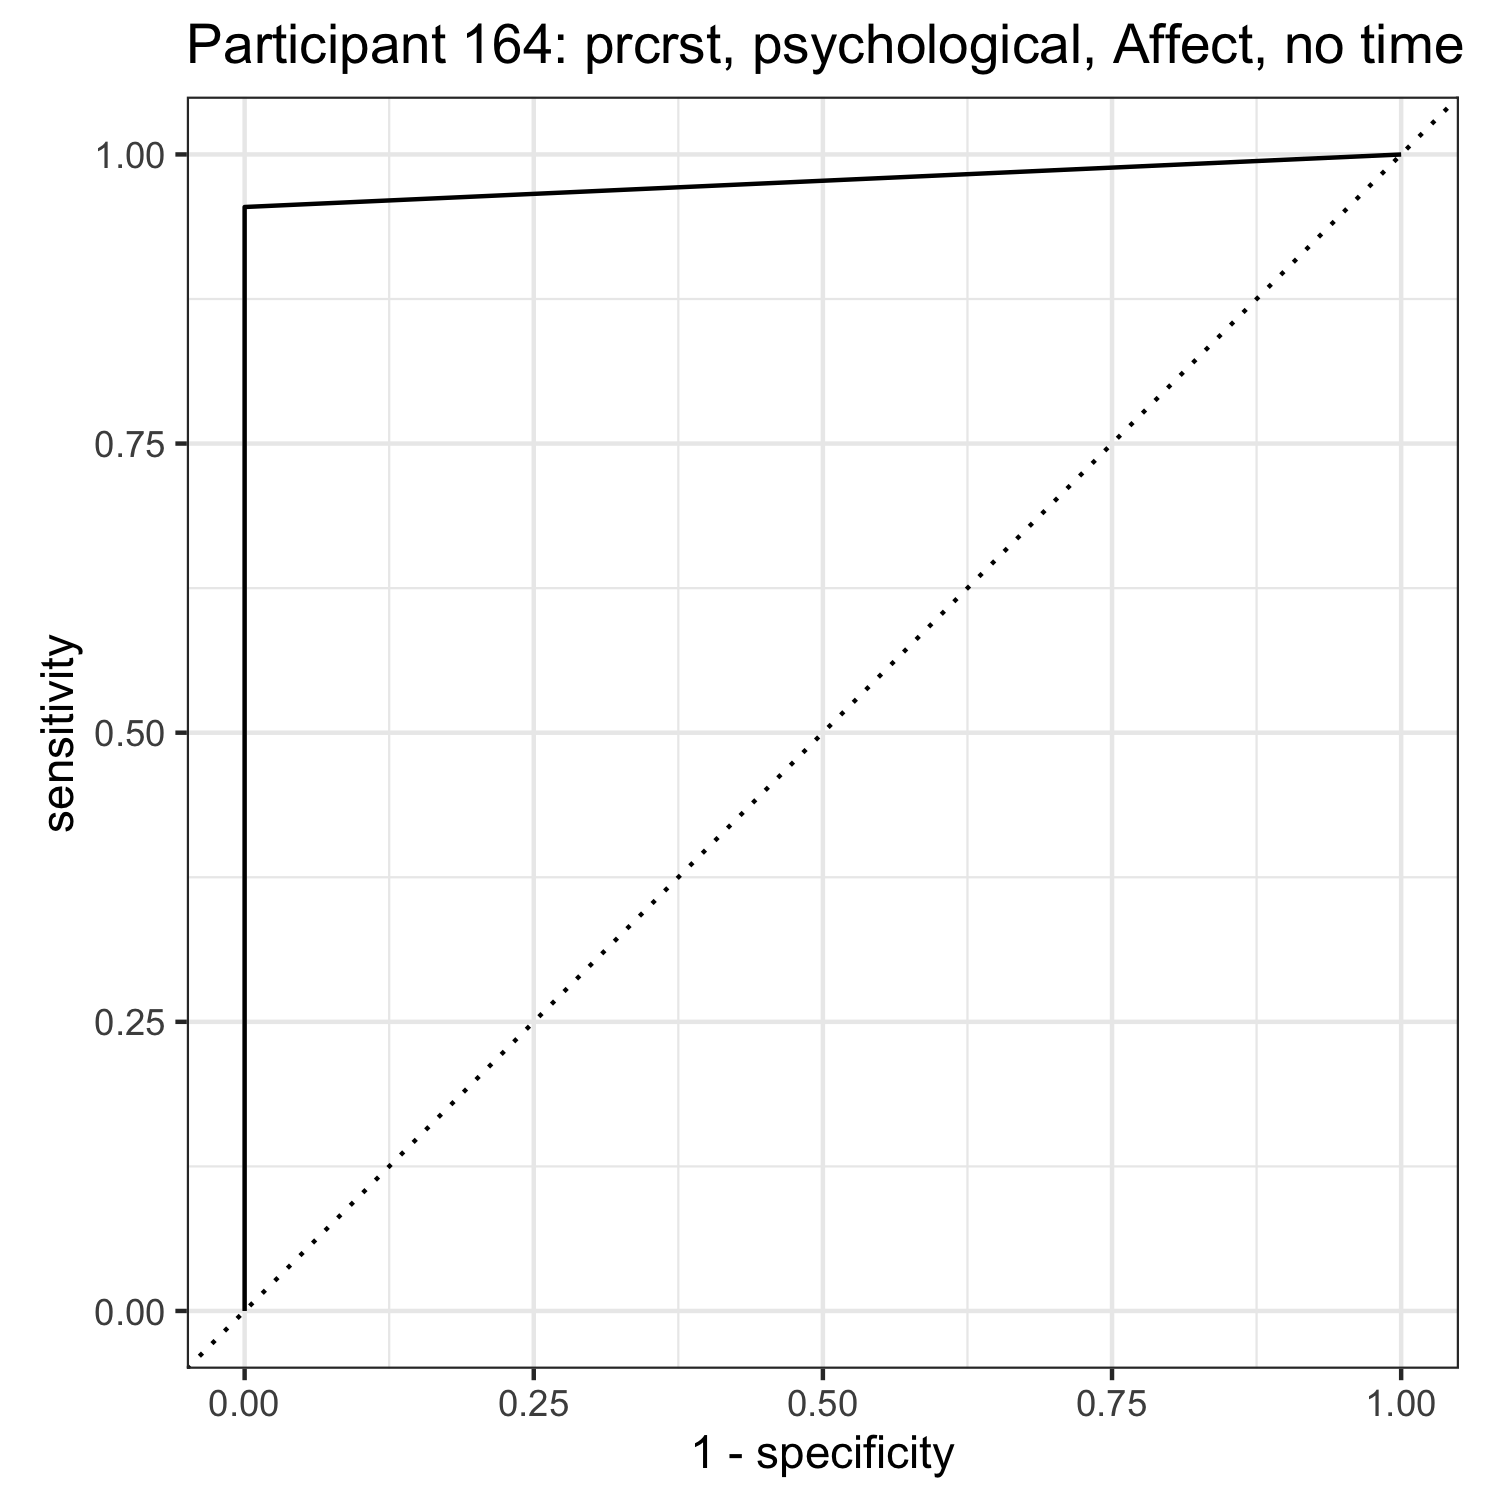 Participant 164: prcrst, psychological, Affect, no time
1.00
0.75
0.50
0.25
0.00
sensitivity
0.00 0.25 0.50 0.75 1.00
1 - specificity